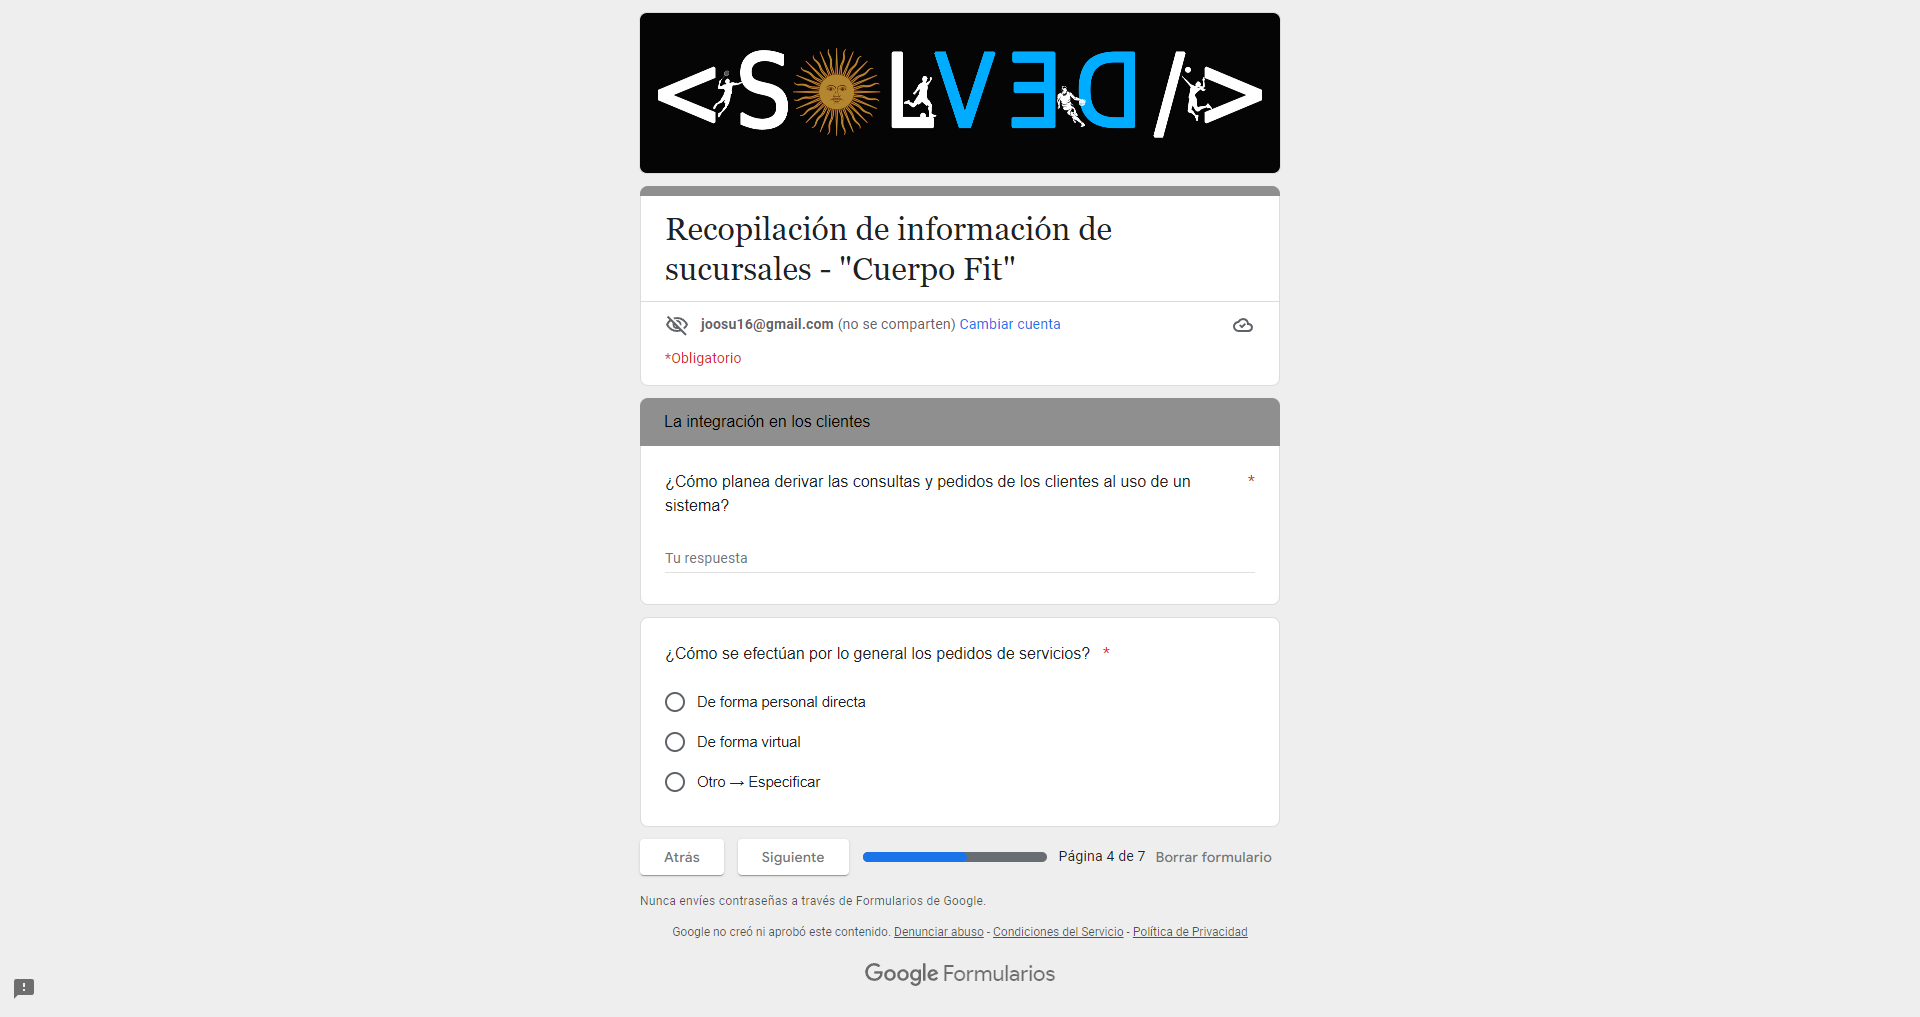 <SOLVED/>
Recopilación de información de
sucursales - "Cuerpo Fit"
joosu16@gmail.com (no se comparten) Cambiar cuenta
*Obligatorio
La integración en los clientes
¿Cómo planea derivar las consultas y pedidos de los clientes al uso de un *
sistema?
Tu respuesta
¿Cómo se efectúan por lo general los pedidos de servicios? *
De forma personal directa
De forma virtual
Otro → Especificar
Atrás Siguiente Página 4 de 7 Borrar formulario
Nunca envíes contraseñas a través de Formularios de Google.
Google no creó ni aprobó este contenido. Denunciar abuso - Condiciones del Servicio - Política de Privacidad
Google Formularios